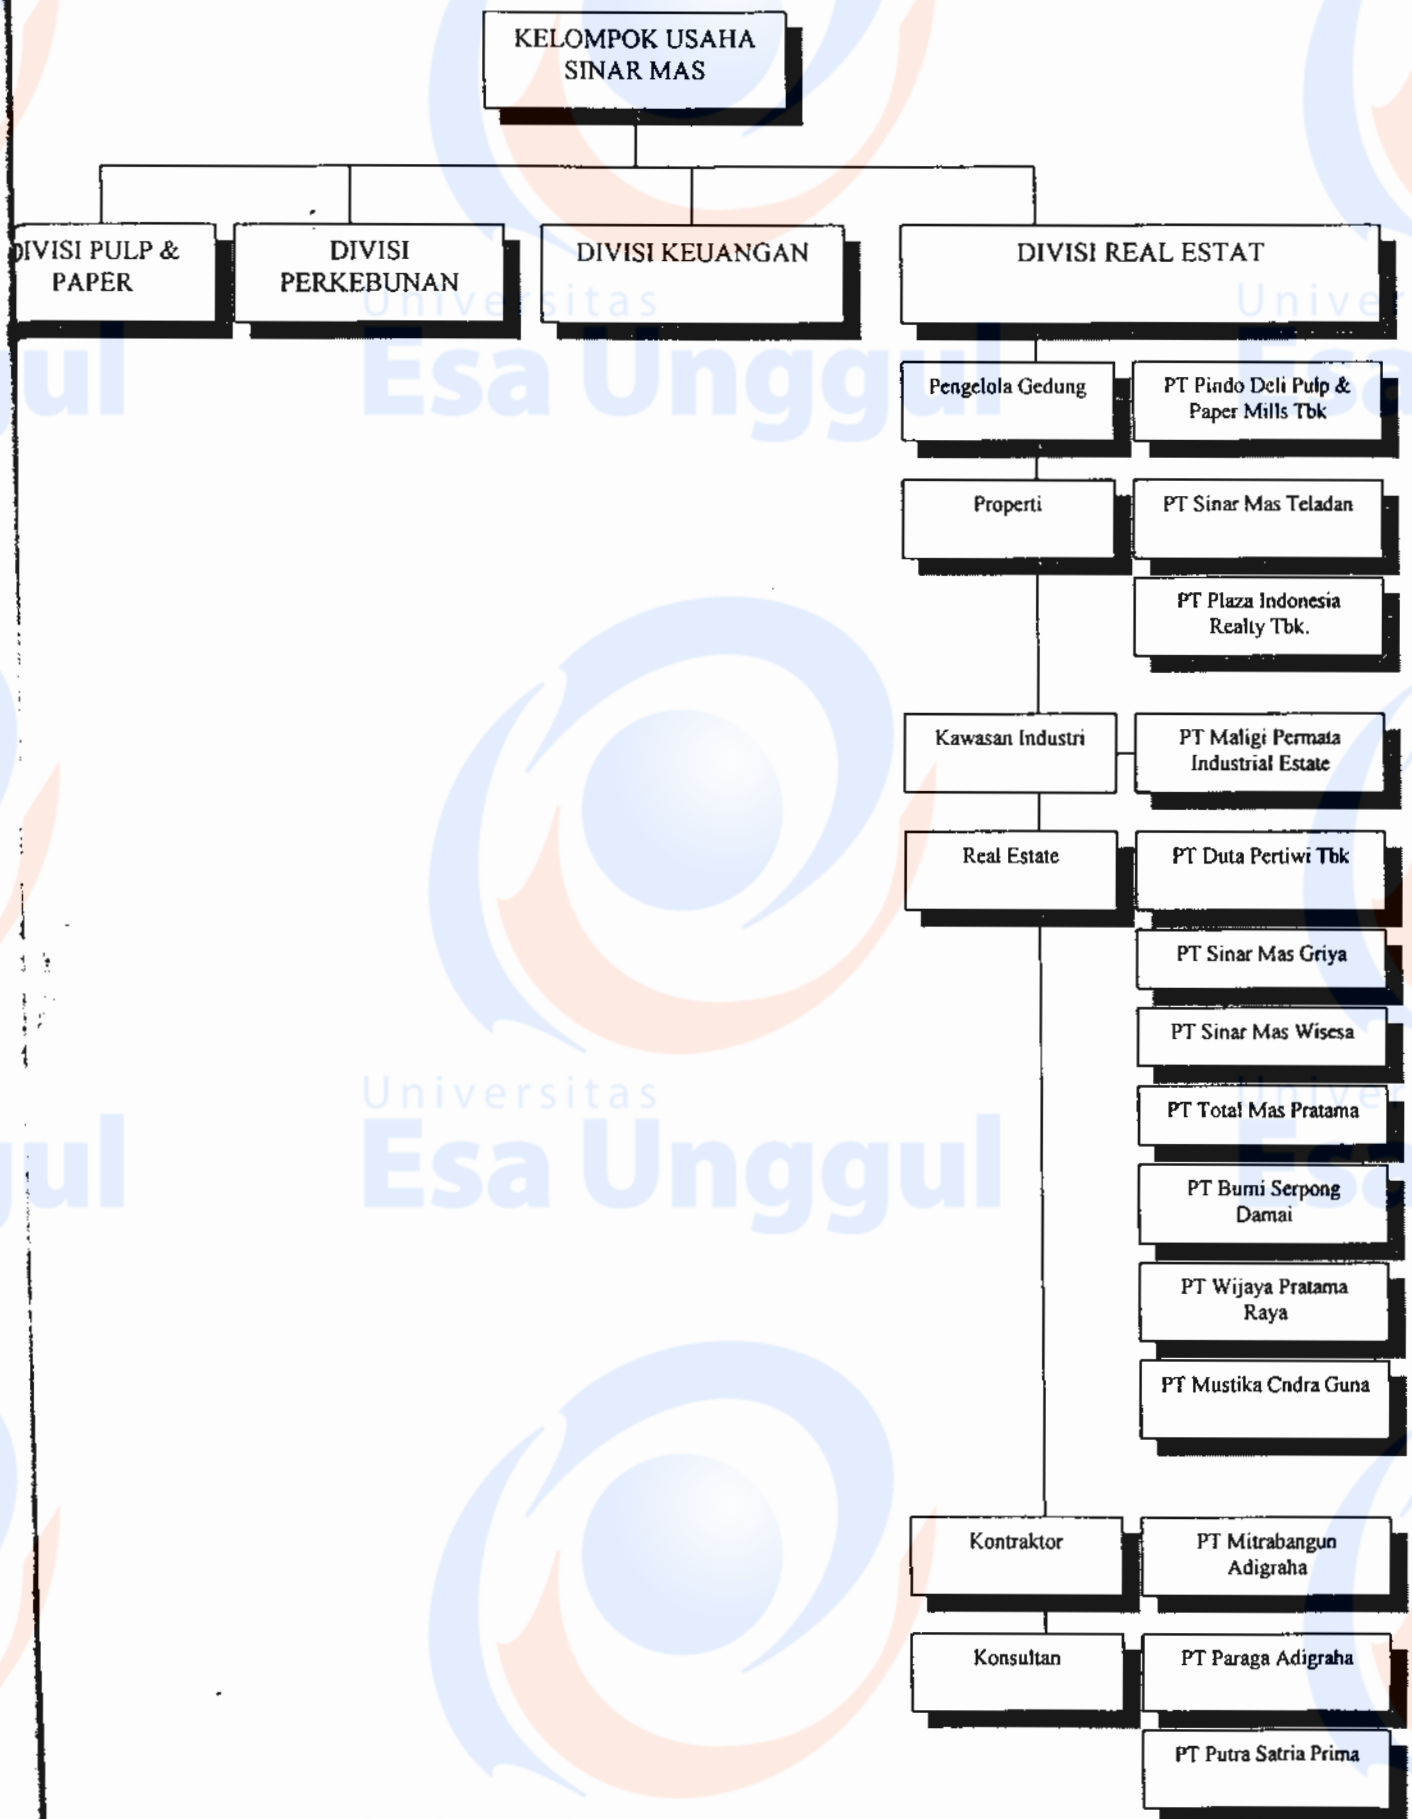 KELOMPOK USAHA
SINAR MAS
DIVISI PULP &
PAPER
DIVISI
PERKEBUNAN
DIVISI KEUANGAN
DIVISI REAL ESTAT
Pengelola Gedung
PT Pindo Deli Pulp &
Paper Mills Tbk
Properti
PT Sinar Mas Teladan
PT Plaza Indonesia
Realty Tbk.
Kawasan Industri
PT Maligi Permata
Industrial Estate
Real Estate
PT Duta Pertiwi Tbk
PT Sinar Mas Griya
PT Sinar Mas Wisesa
PT Total Mas Pratama
PT Bumi Serpong
Damai
PT Wijaya Pratama
Raya
PT Mustika Cndra Guna
Kontraktor
PT Mitrabangun
Adigraha
Konsultan
PT Paraga Adigraha
PT Putra Satria Prima
Universitas
Esa Unggul
Universitas
Esa Unggul